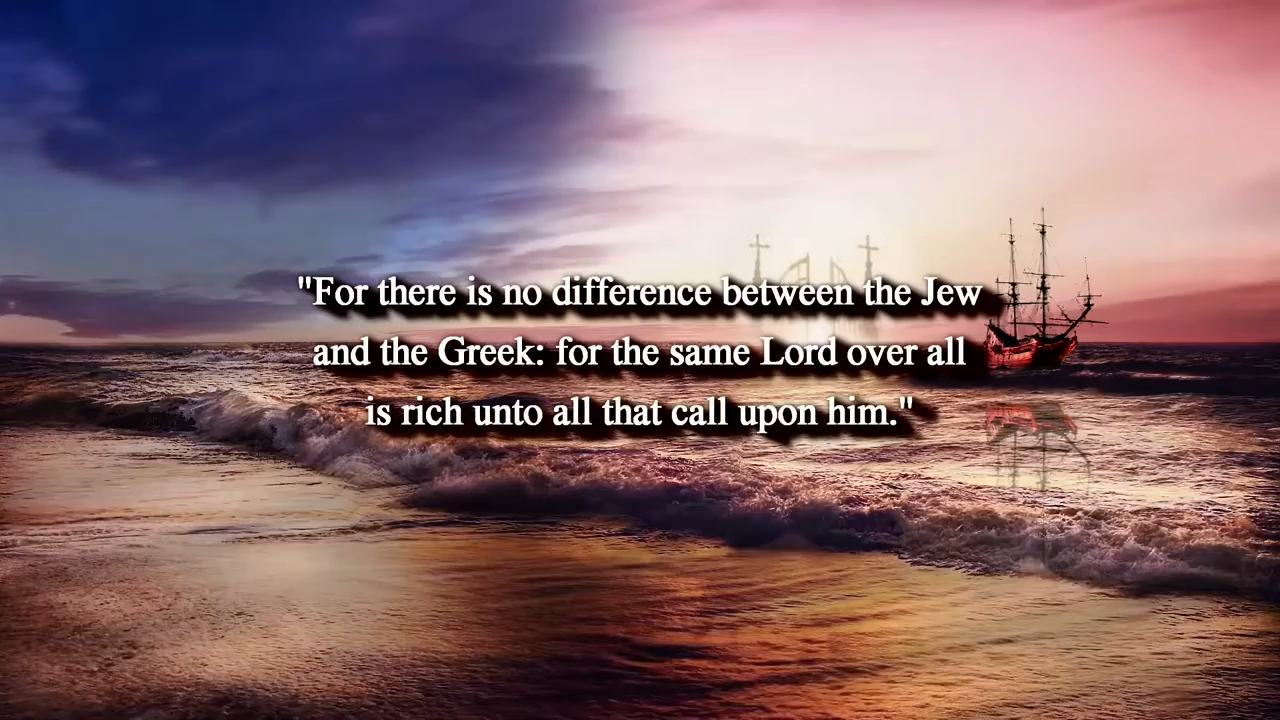 "For there is no difference between the Jew
and the Greek: for the same Lord over all
is rich unto all that call upon him."